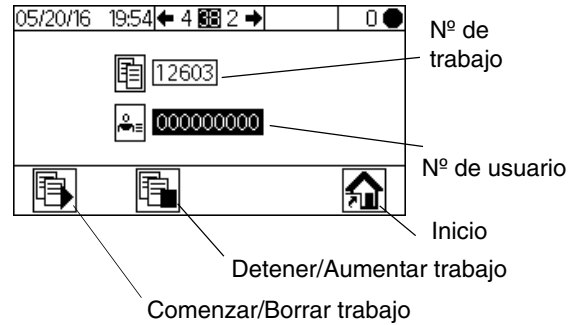 05/20/16 19:54 ← 4 38 2 → 0
Nº de
trabajo
12603
000000000
Nº de usuario
Inicio
Detener/Aumentar trabajo
Comenzar/Borrar trabajo